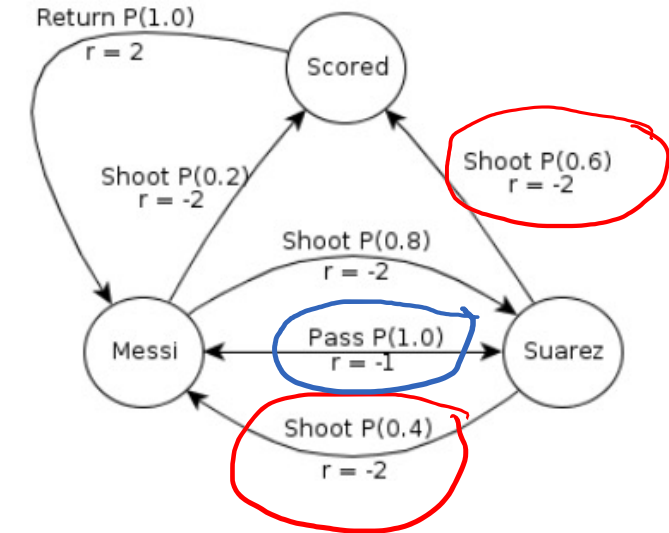 Return P(1.0)
r = 2
Scored
Shoot P(0.2)
r = -2
Shoot P(0.6)
r = -2
Shoot P(0.8)
r = -2
Messi
Pass P(1.0)
r = -1
Suarez
Shoot P(0.4)
r = -2